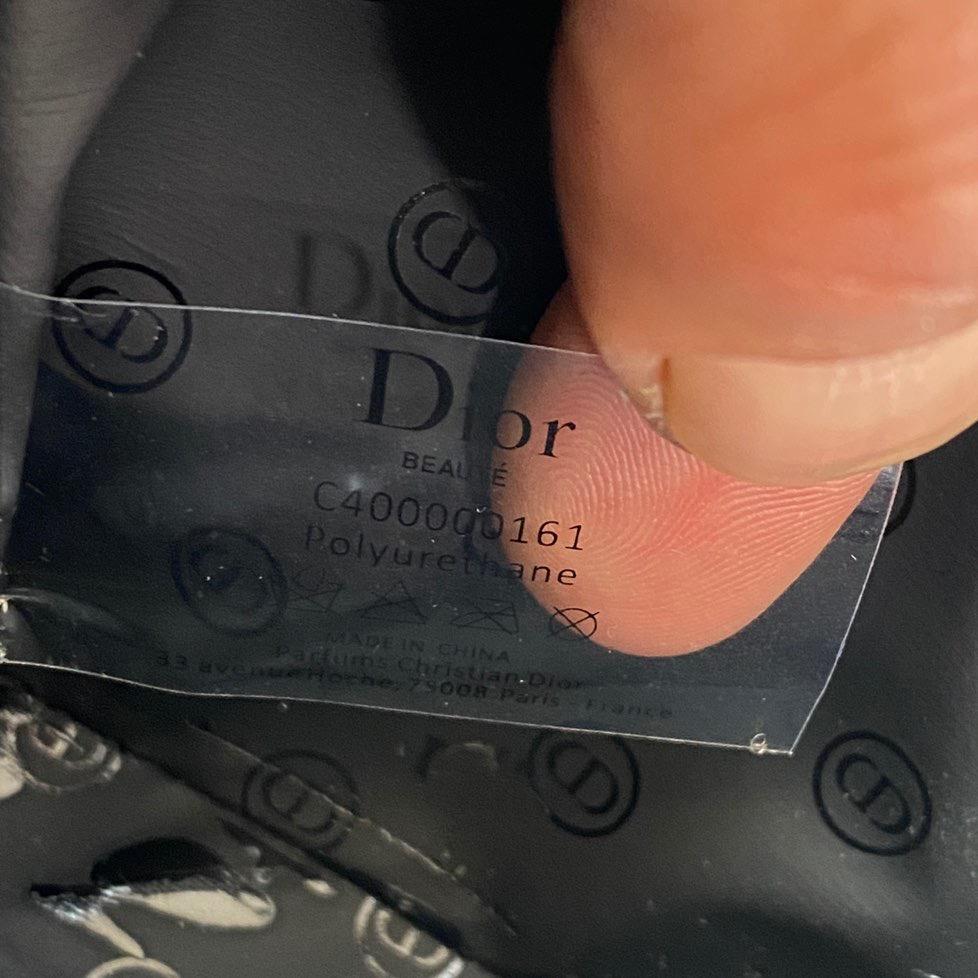 Dior
BEAUTÉ
C400000161
Polyurethane
MADE IN CHINA
Parfums Christian Dior
33 avenue Hoche, 75008 Paris - France